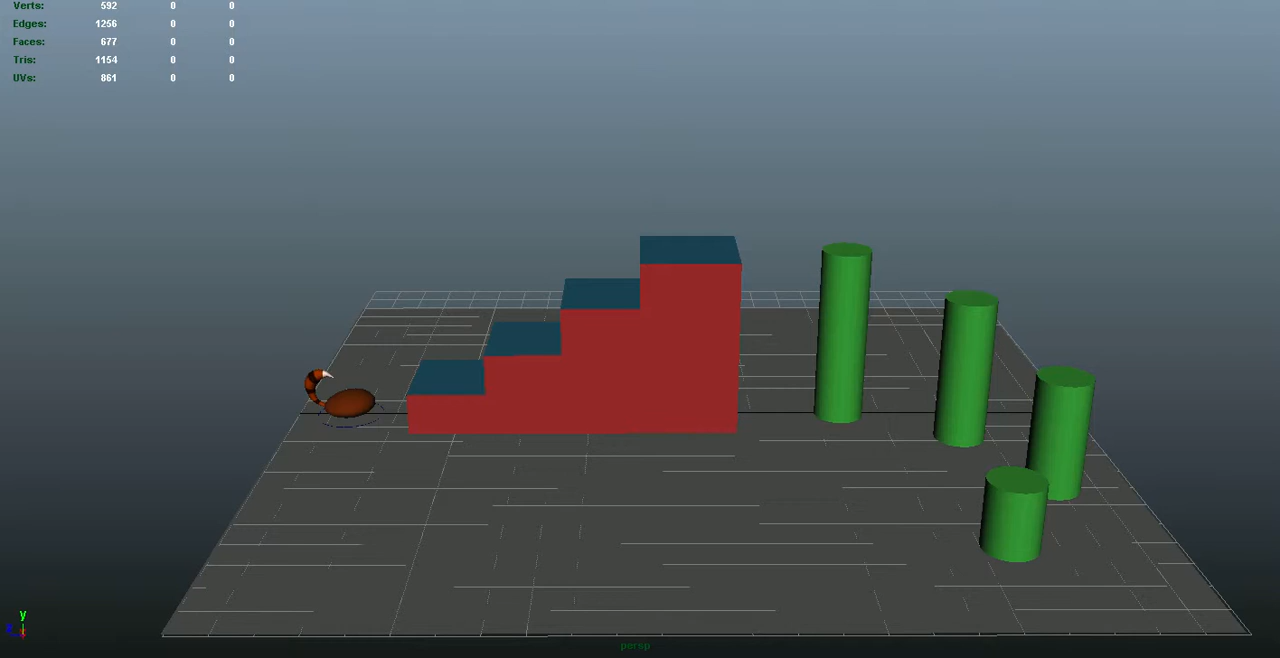 Verts: 592 0 0
Edges: 1256 0 0
Faces: 677 0 0
Tris: 1154 0 0
UVs: 861 0 0
y
persp